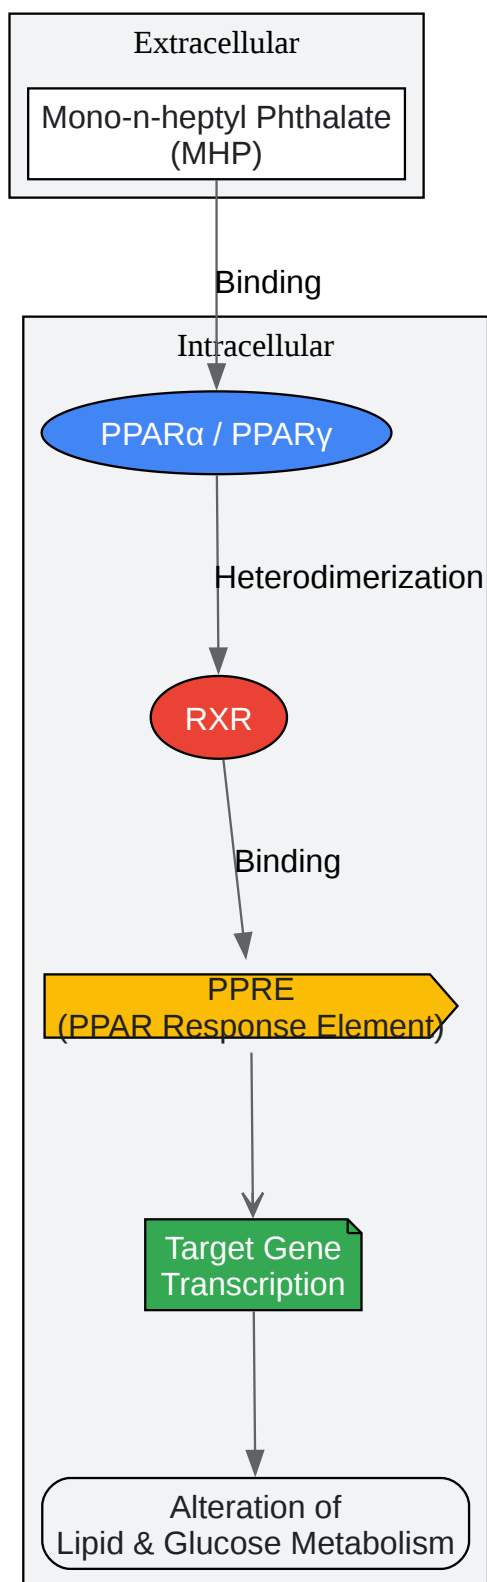 Extracellular
Mono-n-heptyl Phthalate
(MHP)
Binding
Intracellular
PPARα / PPARγ
Heterodimerization
RXR
Binding
PPRE
(PPAR Response Element)
Target Gene
Transcription
Alteration of
Lipid & Glucose Metabolism